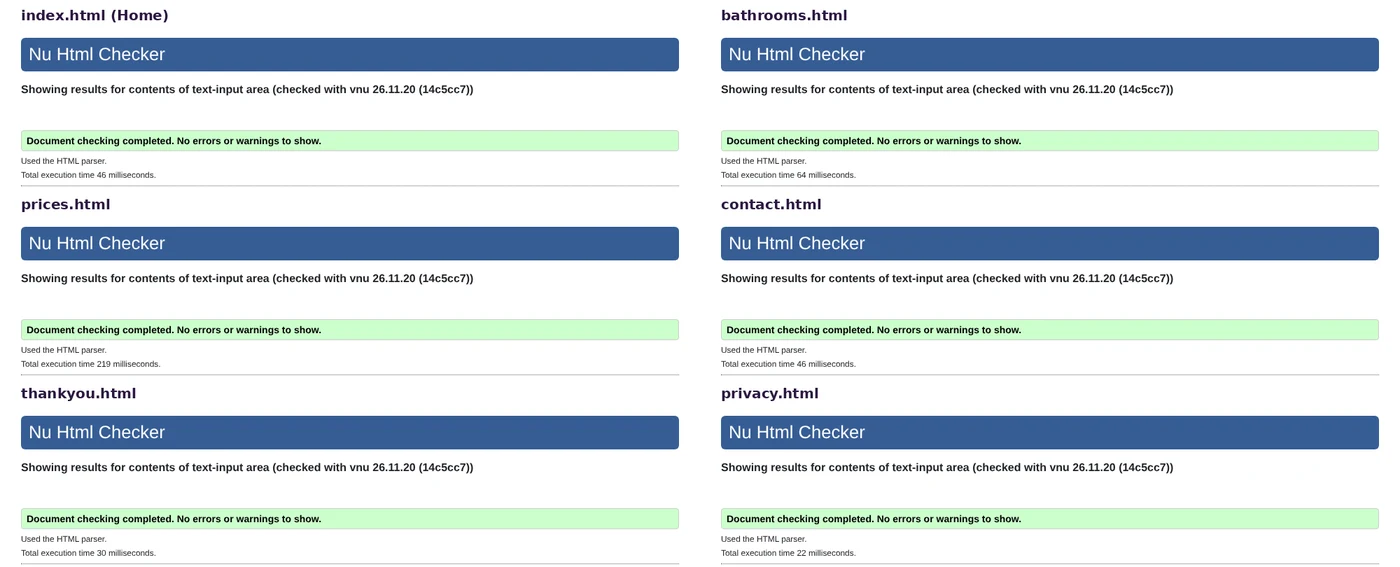 index.html (Home)
Nu Html Checker
Showing results for contents of text-input area (checked with vnu 26.11.20 (14c5cc7))
Document checking completed. No errors or warnings to show.
Used the HTML parser.
Total execution time 46 milliseconds.
bathrooms.html
Nu Html Checker
Showing results for contents of text-input area (checked with vnu 26.11.20 (14c5cc7))
Document checking completed. No errors or warnings to show.
Used the HTML parser.
Total execution time 64 milliseconds.
prices.html
Nu Html Checker
Showing results for contents of text-input area (checked with vnu 26.11.20 (14c5cc7))
Document checking completed. No errors or warnings to show.
Used the HTML parser.
Total execution time 219 milliseconds.
contact.html
Nu Html Checker
Showing results for contents of text-input area (checked with vnu 26.11.20 (14c5cc7))
Document checking completed. No errors or warnings to show.
Used the HTML parser.
Total execution time 46 milliseconds.
thankyou.html
Nu Html Checker
Showing results for contents of text-input area (checked with vnu 26.11.20 (14c5cc7))
Document checking completed. No errors or warnings to show.
Used the HTML parser.
Total execution time 30 milliseconds.
privacy.html
Nu Html Checker
Showing results for contents of text-input area (checked with vnu 26.11.20 (14c5cc7))
Document checking completed. No errors or warnings to show.
Used the HTML parser.
Total execution time 22 milliseconds.